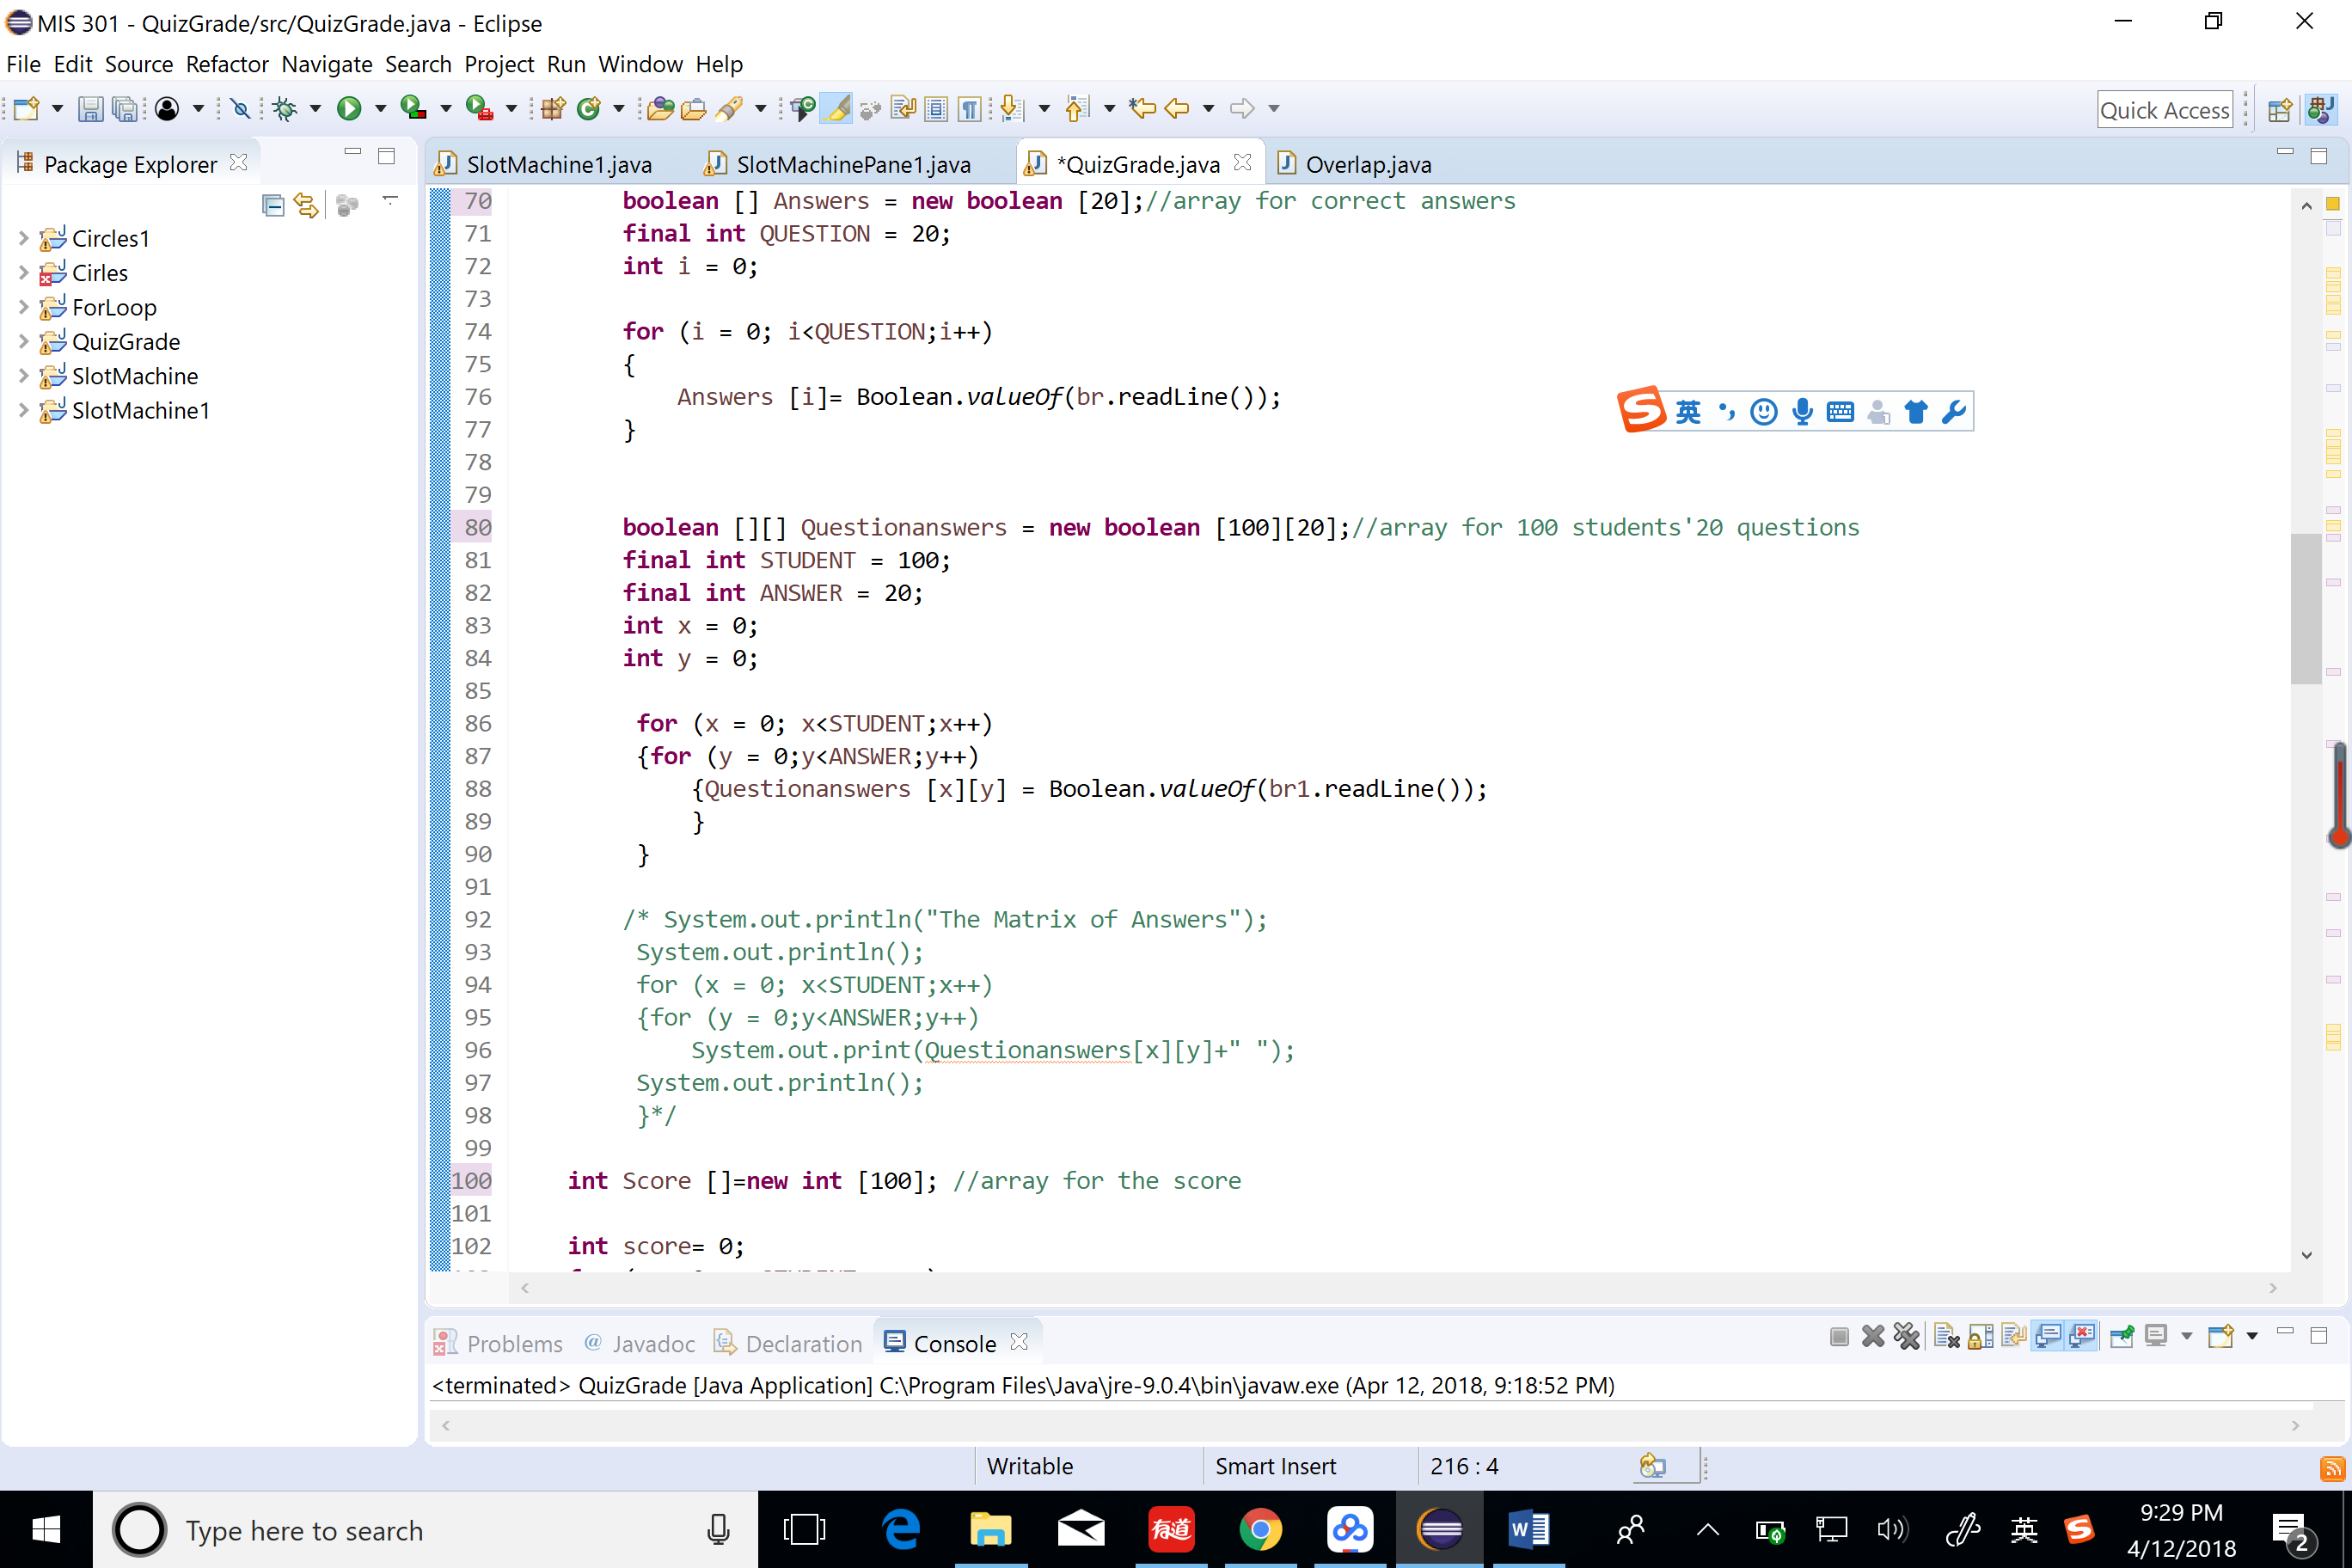 MIS 301 - QuizGrade/src/QuizGrade.java - Eclipse
File Edit Source Refactor Navigate Search Project Run Window Help
Quick Access
Package Explorer
SlotMachine1.java SlotMachinePane1.java *QuizGrade.java Overlap.java
Circles1
Cirles
ForLoop
QuizGrade
SlotMachine
SlotMachine1
70 boolean [] Answers = new boolean [20];//array for correct answers
71 final int QUESTION = 20;
72 int i = 0;
73
74 for (i = 0; i<QUESTION;i++)
75 {
76 Answers [i]= Boolean.valueOf(br.readLine());
77 }
78
79
80 boolean [][] Questionanswers = new boolean [100][20];//array for 100 students'20 questions
81 final int STUDENT = 100;
82 final int ANSWER = 20;
83 int x = 0;
84 int y = 0;
85
86 for (x = 0; x<STUDENT;x++)
87 {for (y = 0;y<ANSWER;y++)
88 {Questionanswers [x][y] = Boolean.valueOf(br1.readLine());
89 }
90 }
91
92 /* System.out.println("The Matrix of Answers");
93 System.out.println();
94 for (x = 0; x<STUDENT;x++)
95 {for (y = 0;y<ANSWER;y++)
96 System.out.print(Questionanswers[x][y]+" ");
97 System.out.println();
98 }*/
99
100 int Score []=new int [100]; //array for the score
101
102 int score= 0;
英
Problems Javadoc Declaration Console
<terminated> QuizGrade [Java Application] C:\Program Files\Java\jre-9.0.4\bin\javaw.exe (Apr 12, 2018, 9:18:52 PM)
Writable Smart Insert 216 : 4
Type here to search
有道
英
9:29 PM
4/12/2018
2